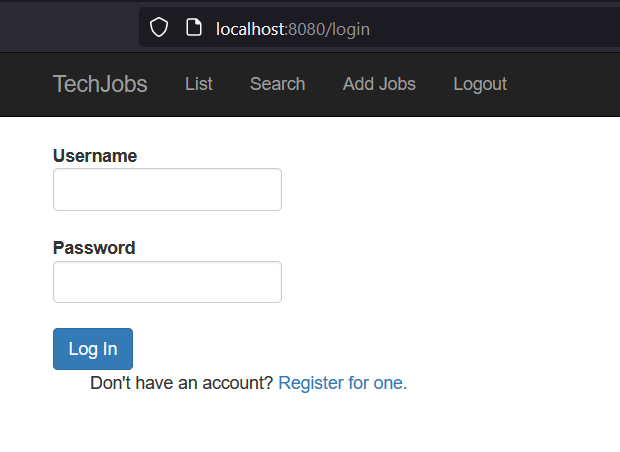 localhost:8080/login
TechJobs List Search Add Jobs Logout
Username
Password
Log In
Don't have an account? Register for one.